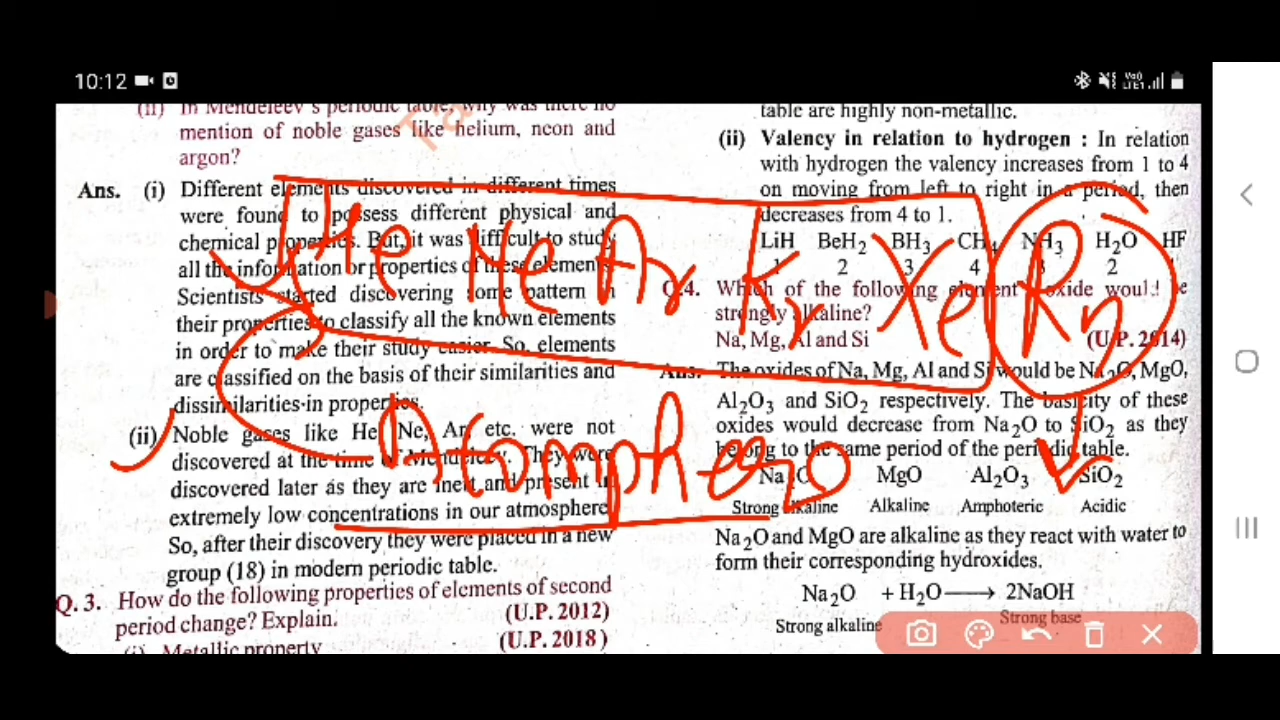 10:12
(ii) In Mendeleev's periodic table, why was there no
mention of noble gases like helium, neon and
argon?
Ans. (i) Different elements discovered in different times
were found to possess different physical and
chemical properties. But, it was difficult to study
all the information or properties of these elements
Scientists started discovering some pattern in
their properties to classify all the known elements
in order to make their study easier. So, elements
are classified on the basis of their similarities and
dissimilarities-in properties.
(ii) Noble gases like He, Ne, Ar, etc. were not
discovered at the time of Mendeleev. They were
discovered later as they are inert and present in
extremely low concentrations in our atmosphere
So, after their discovery they were placed in a new
group (18) in modern periodic table.
Q. 3. How do the following properties of elements of second
period change? Explain. (U.P. 2012)
(i) Metallic property (U.P. 2018)
table are highly non-metallic.
(ii) Valency in relation to hydrogen : In relation
with hydrogen the valency increases from 1 to 4
on moving from left to right in a period, then
decreases from 4 to 1.
LiH BeH2 BH3 CH4 NH3 H2O HF
1 2 3 4 3 2
Q.4. Which of the following element's oxide would be
strongly alkaline?
Na, Mg, Al and Si (U.P. 2014)
Ans. The oxides of Na, Mg, Al and Si would be Na2O, MgO,
Al2O3 and SiO2 respectively. The basicity of these
oxides would decrease from Na2O to SiO2 as they
belong to the same period of the periodic table.
Na2O MgO Al2O3 SiO2
Strong alkaline Alkaline Amphoteric Acidic
Na2O and MgO are alkaline as they react with water to
form their corresponding hydroxides.
Na2O + H2O ⟶ 2NaOH
Strong alkaline Strong base
He Ne Ar Kr Xe Rn